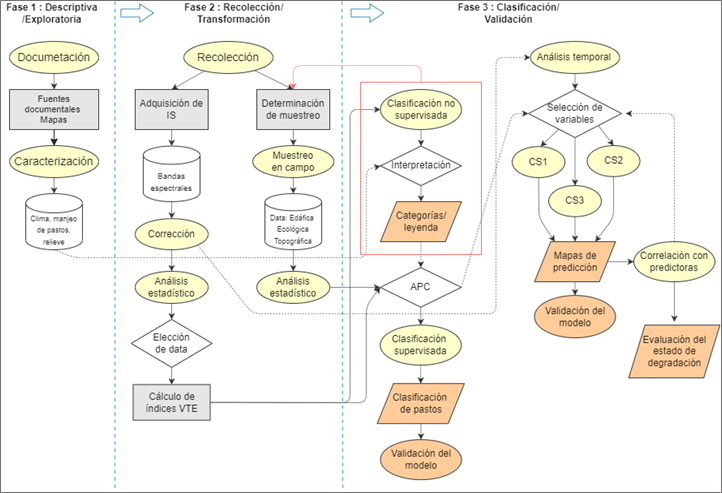 Fase 1 : Descriptiva
/Exploratoria
Fase 2 : Recolección/
Transformación
Fase 3 : Clasificación/
Validación
Documetación
Fuentes
documentales
Mapas
Caracterización
Clima, manjeo
de pastos,
relieve
Recolección
Adquisición de
IS
Determinación
de muestreo
Bandas
espectrales
Muestreo
en campo
Corrección
Data: Edáfica
Ecológica
Topográfica
Análisis
estadístico
Análisis
estadístico
Elección
de data
Cálculo de
índices VTE
Clasificación no
supervisada
Interpretación
Categorías/
leyenda
APC
Clasificación
supervisada
Clasificación
de pastos
Validación del
modelo
Análisis temporal
Selección de
variables
CS1
CS2
CS3
Mapas de
predicción
Correlación con
predictoras
Validación del
modelo
Evaluación del
estado de
degradación